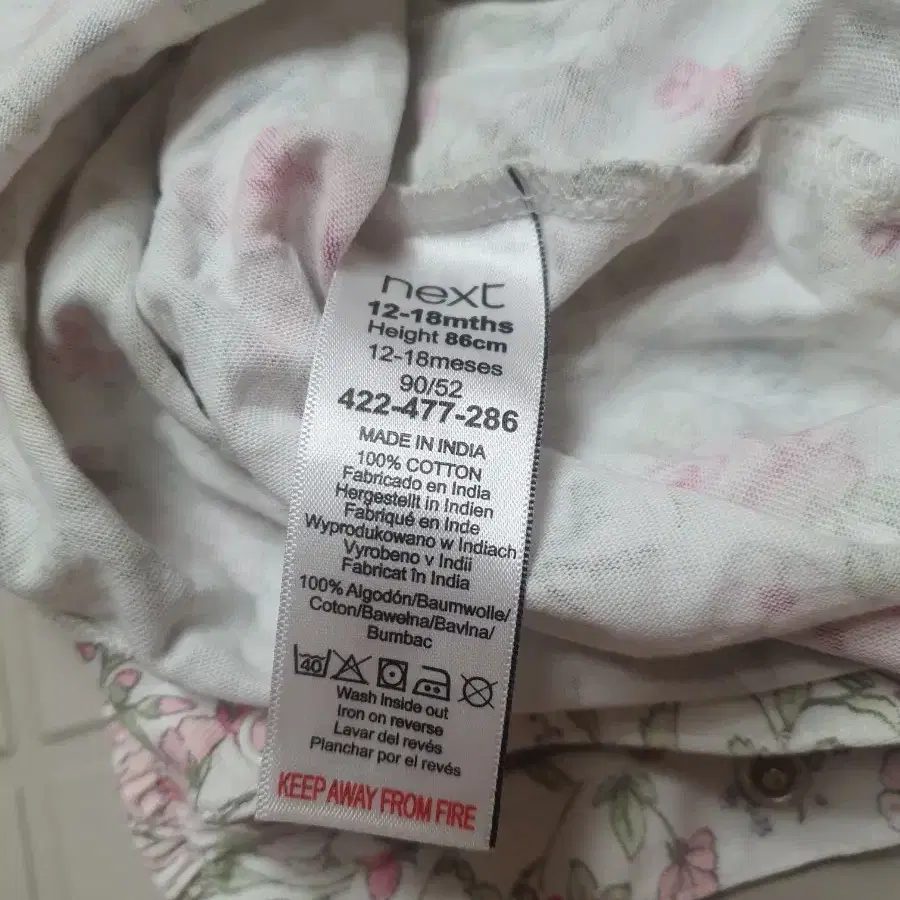 next
12-18mths
Height 86cm
12-18meses
90/52
422-477-286
MADE IN INDIA
100% COTTON
Fabricado en India
Hergestellt in Indien
Fabriqué en Inde
Wyprodukowano w Indiach
Vyrobeno v Indii
Fabricat în India
100% Algodón/Baumwolle/
Coton/Bawełna/Bavlna/
Bumbac
40
Wash Inside out
Iron on reverse
Lavar del revés
Planchar por el revés
KEEP AWAY FROM FIRE